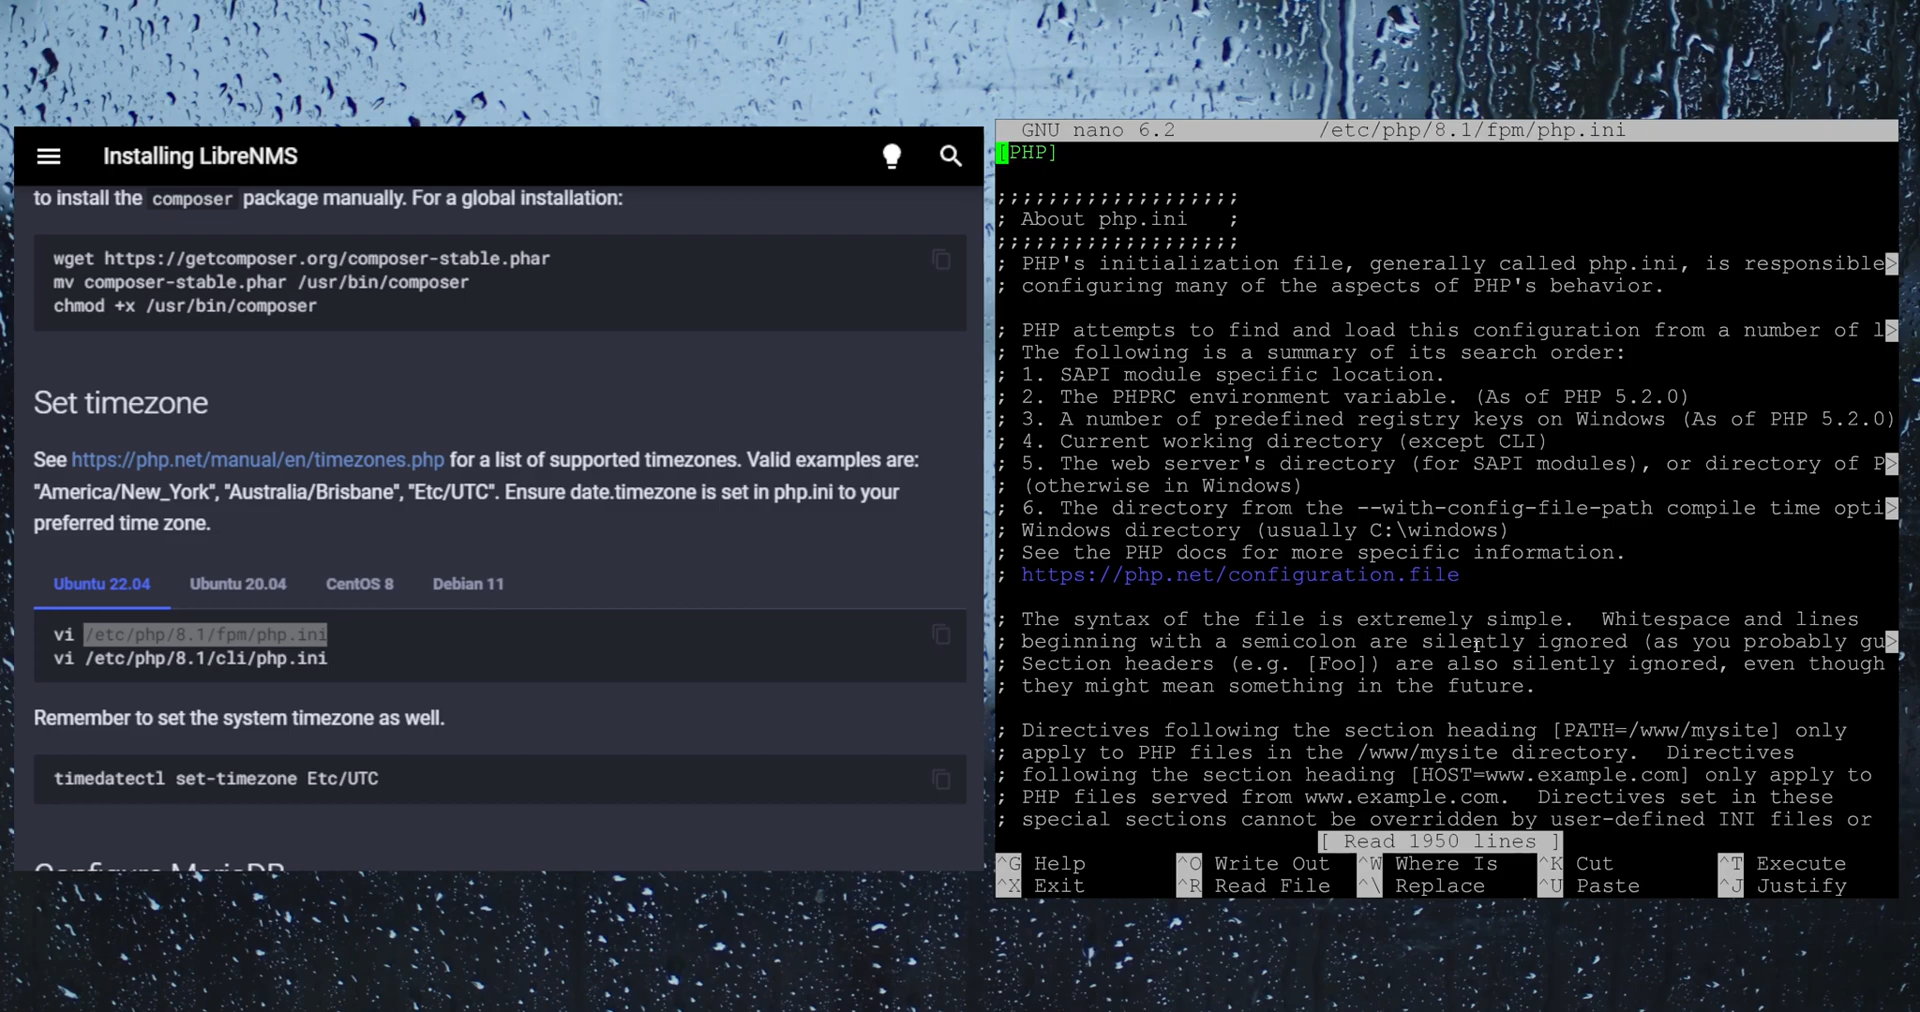 Installing LibreNMS
to install the composer package manually. For a global installation:
wget https://getcomposer.org/composer-stable.phar
mv composer-stable.phar /usr/bin/composer
chmod +x /usr/bin/composer
Set timezone
See https://php.net/manual/en/timezones.php for a list of supported timezones. Valid examples are:
"America/New_York", "Australia/Brisbane", "Etc/UTC". Ensure date.timezone is set in php.ini to your
preferred time zone.
Ubuntu 22.04 Ubuntu 20.04 CentOS 8 Debian 11
vi /etc/php/8.1/fpm/php.ini
vi /etc/php/8.1/cli/php.ini
Remember to set the system timezone as well.
timedatectl set-timezone Etc/UTC
Configure MariaDB
GNU nano 6.2 /etc/php/8.1/fpm/php.ini
[PHP]
;;;;;;;;;;;;;;;;;;;
; About php.ini ;
;;;;;;;;;;;;;;;;;;;
; PHP's initialization file, generally called php.ini, is responsible>
; configuring many of the aspects of PHP's behavior.
; PHP attempts to find and load this configuration from a number of l>
; The following is a summary of its search order:
; 1. SAPI module specific location.
; 2. The PHPRC environment variable. (As of PHP 5.2.0)
; 3. A number of predefined registry keys on Windows (As of PHP 5.2.0)
; 4. Current working directory (except CLI)
; 5. The web server's directory (for SAPI modules), or directory of P>
; (otherwise in Windows)
; 6. The directory from the --with-config-file-path compile time opti>
; Windows directory (usually C:\windows)
; See the PHP docs for more specific information.
; https://php.net/configuration.file
; The syntax of the file is extremely simple. Whitespace and lines
; beginning with a semicolon are silently ignored (as you probably gu>
; Section headers (e.g. [Foo]) are also silently ignored, even though
; they might mean something in the future.
; Directives following the section heading [PATH=/www/mysite] only
; apply to PHP files in the /www/mysite directory. Directives
; following the section heading [HOST=www.example.com] only apply to
; PHP files served from www.example.com. Directives set in these
; special sections cannot be overridden by user-defined INI files or
[ Read 1950 lines ]
^G Help ^O Write Out ^W Where Is ^K Cut ^T Execute
^X Exit ^R Read File ^\ Replace ^U Paste ^J Justify